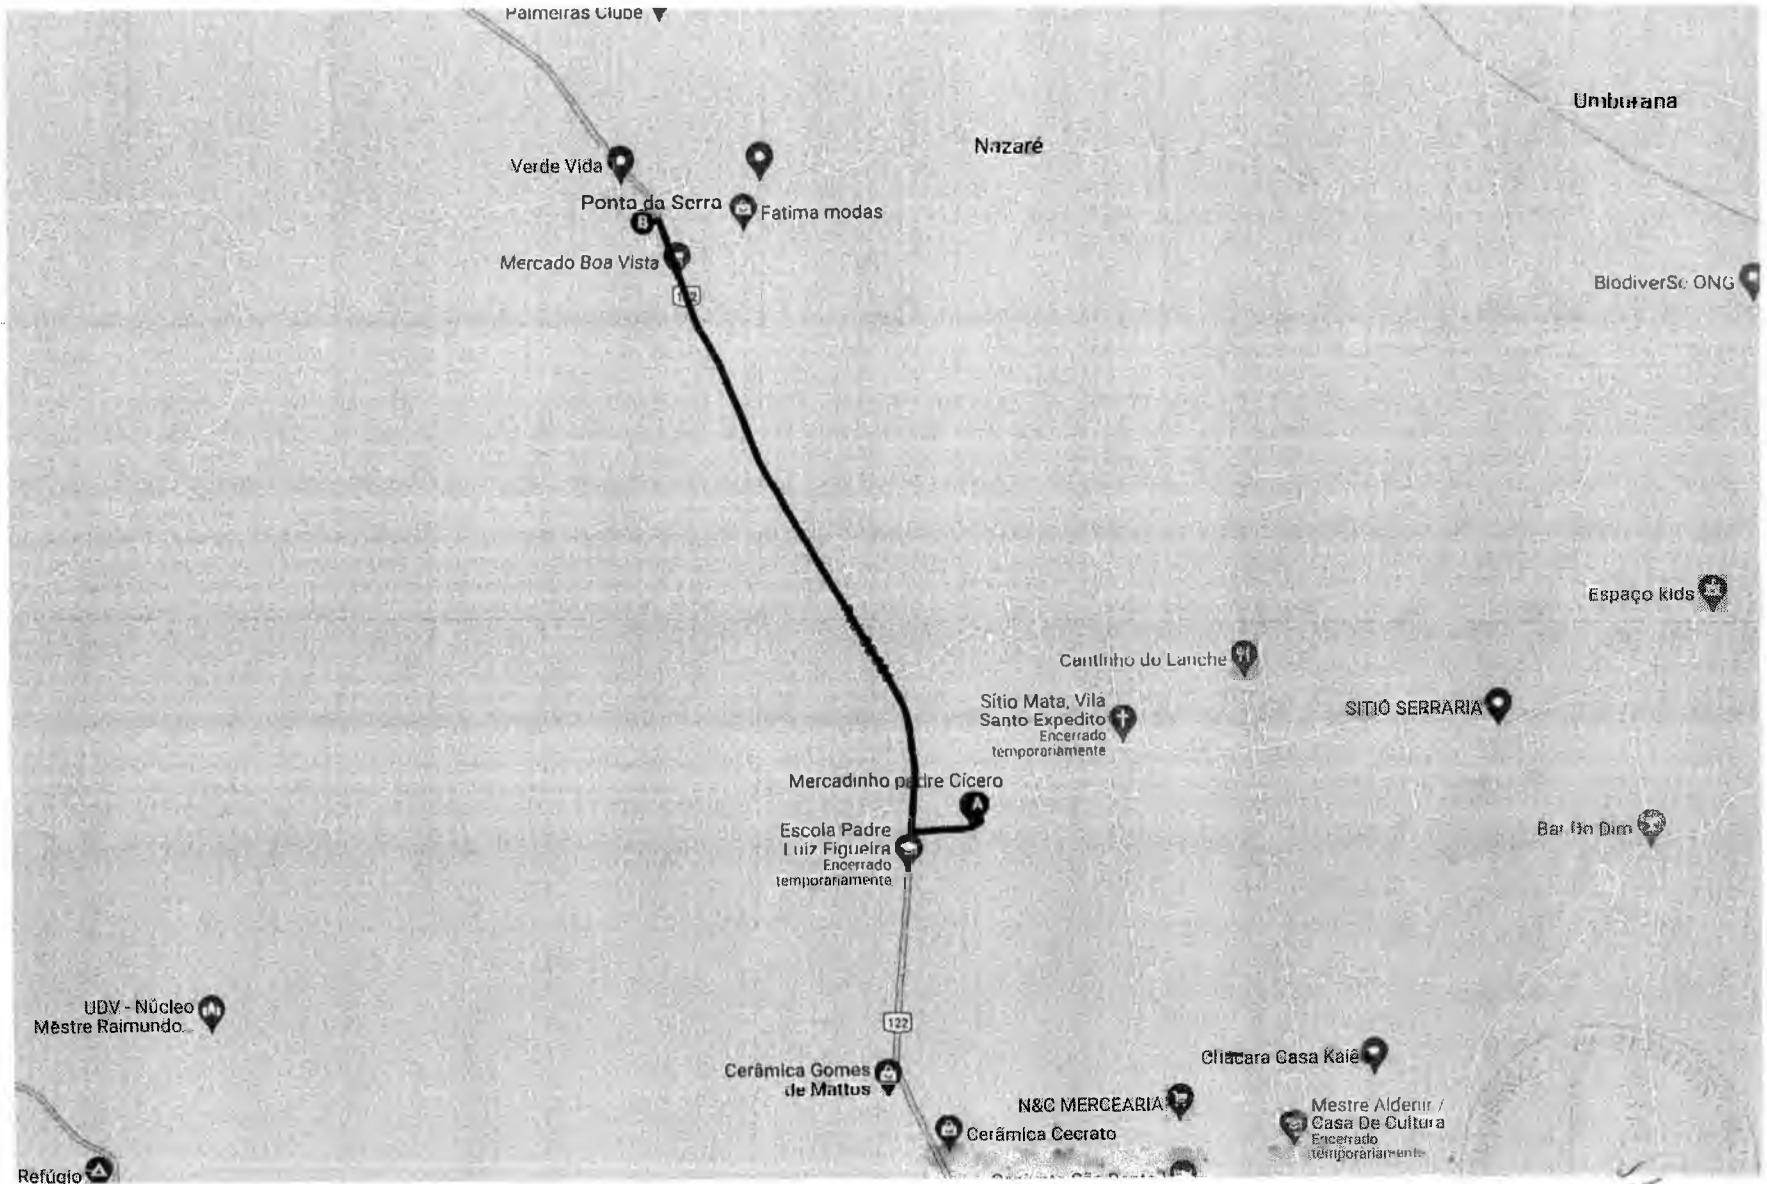 Palmeiras Clube
Umburana
Nazaré
Verde Vida
Ponta da Serra
B
Fatima modas
Mercado Boa Vista
122
BiodiverSe ONG
Espaço kids
Cantinho do Lanche
Sítio Mata, Vila
Santo Expedito
Encerrado
temporariamente
SITIO SERRARIA
Mercadinho padre Cícero
A
Escola Padre
Luiz Figueira
Encerrado
temporariamente
Bar Do Dim
UDV - Núcleo
Mestre Raimundo...
122
Chácara Casa Kaiê
Cerâmica Gomes
de Mattos
N&C MERCEARIA
Mestre Aldenir /
Casa De Cultura
Encerrado
temporariamente
Cerâmica Cecrato
Refúgio